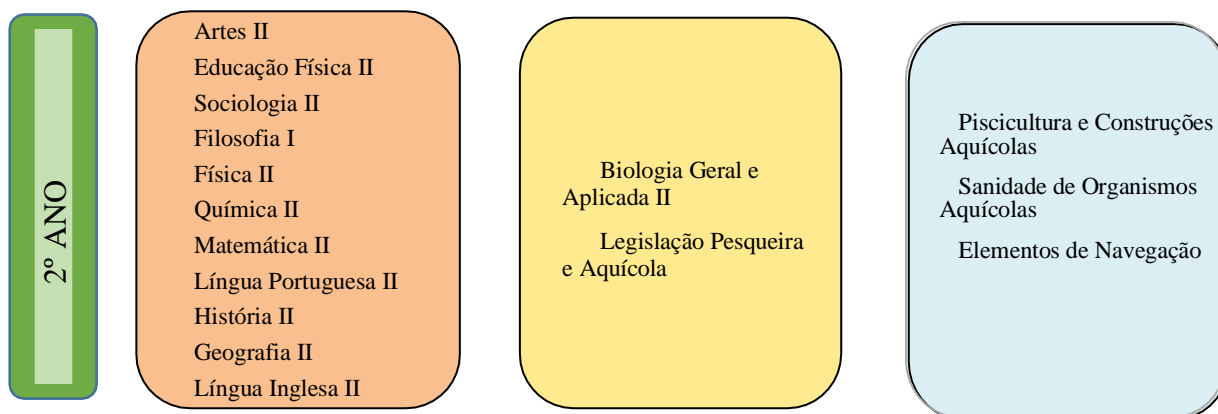 2º ANO
Artes II
Educação Física II
Sociologia II
Filosofia I
Física II
Química II
Matemática II
Língua Portuguesa II
História II
Geografia II
Língua Inglesa II
Biologia Geral e
Aplicada II
Legislação Pesqueira
e Aquícola
Piscicultura e Construções
Aquícolas
Sanidade de Organismos
Aquícolas
Elementos de Navegação